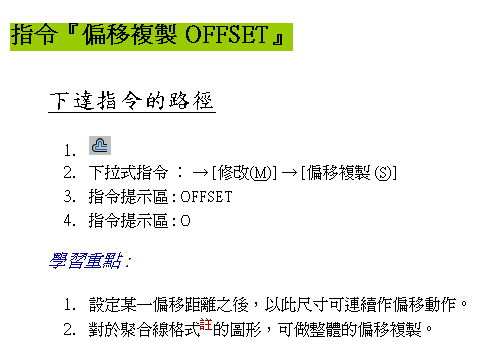 指令『偏移複製 OFFSET』
下達指令的路徑
1.
2. 下拉式指令 : →[修改(M)]→[偏移複製(S)]
3. 指令提示區:OFFSET
4. 指令提示區:O
學習重點:
1. 設定某一偏移距離之後，以此尺寸可連續作偏移動作。
2. 對於聚合線格式註的圖形，可做整體的偏移複製。